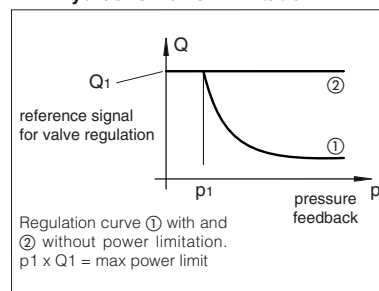 Q
Q1
②
reference signal
for valve regulation
①
p1
p
pressure
feedback
Regulation curve ① with and
② without power limitation.
p1 x Q1 = max power limit